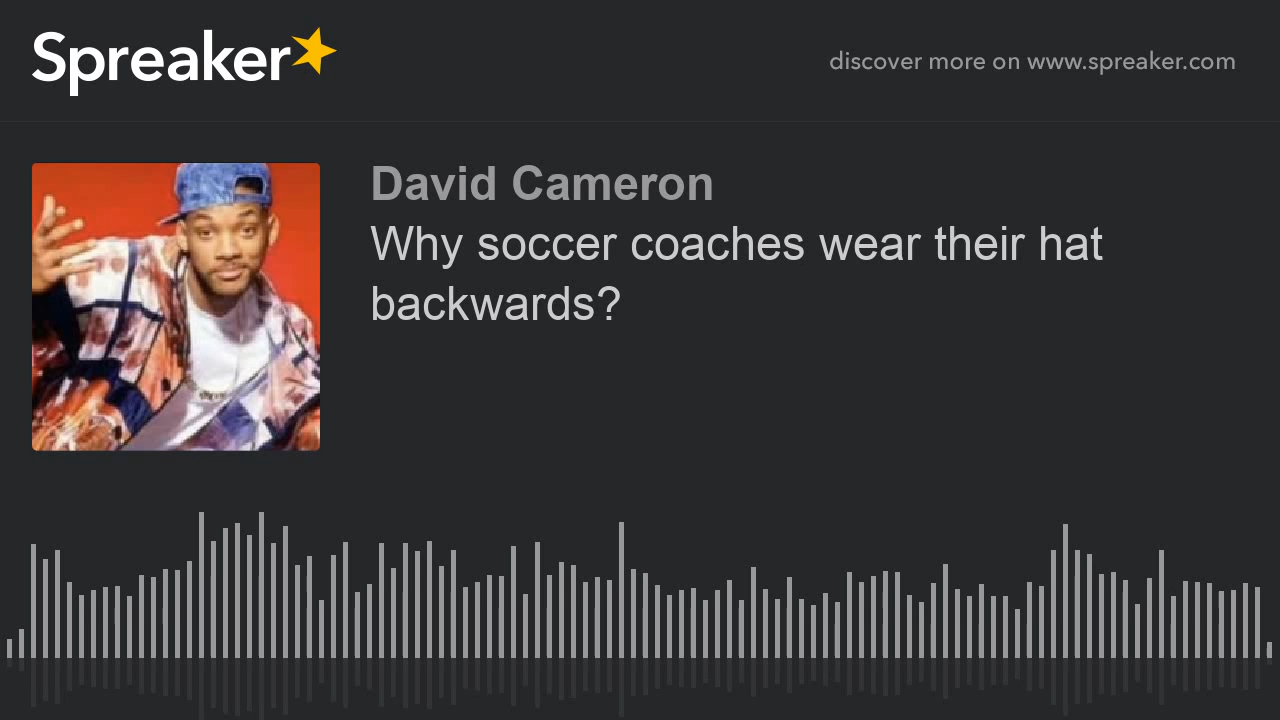 Spreaker
discover more on www.spreaker.com
David Cameron
Why soccer coaches wear their hat
backwards?